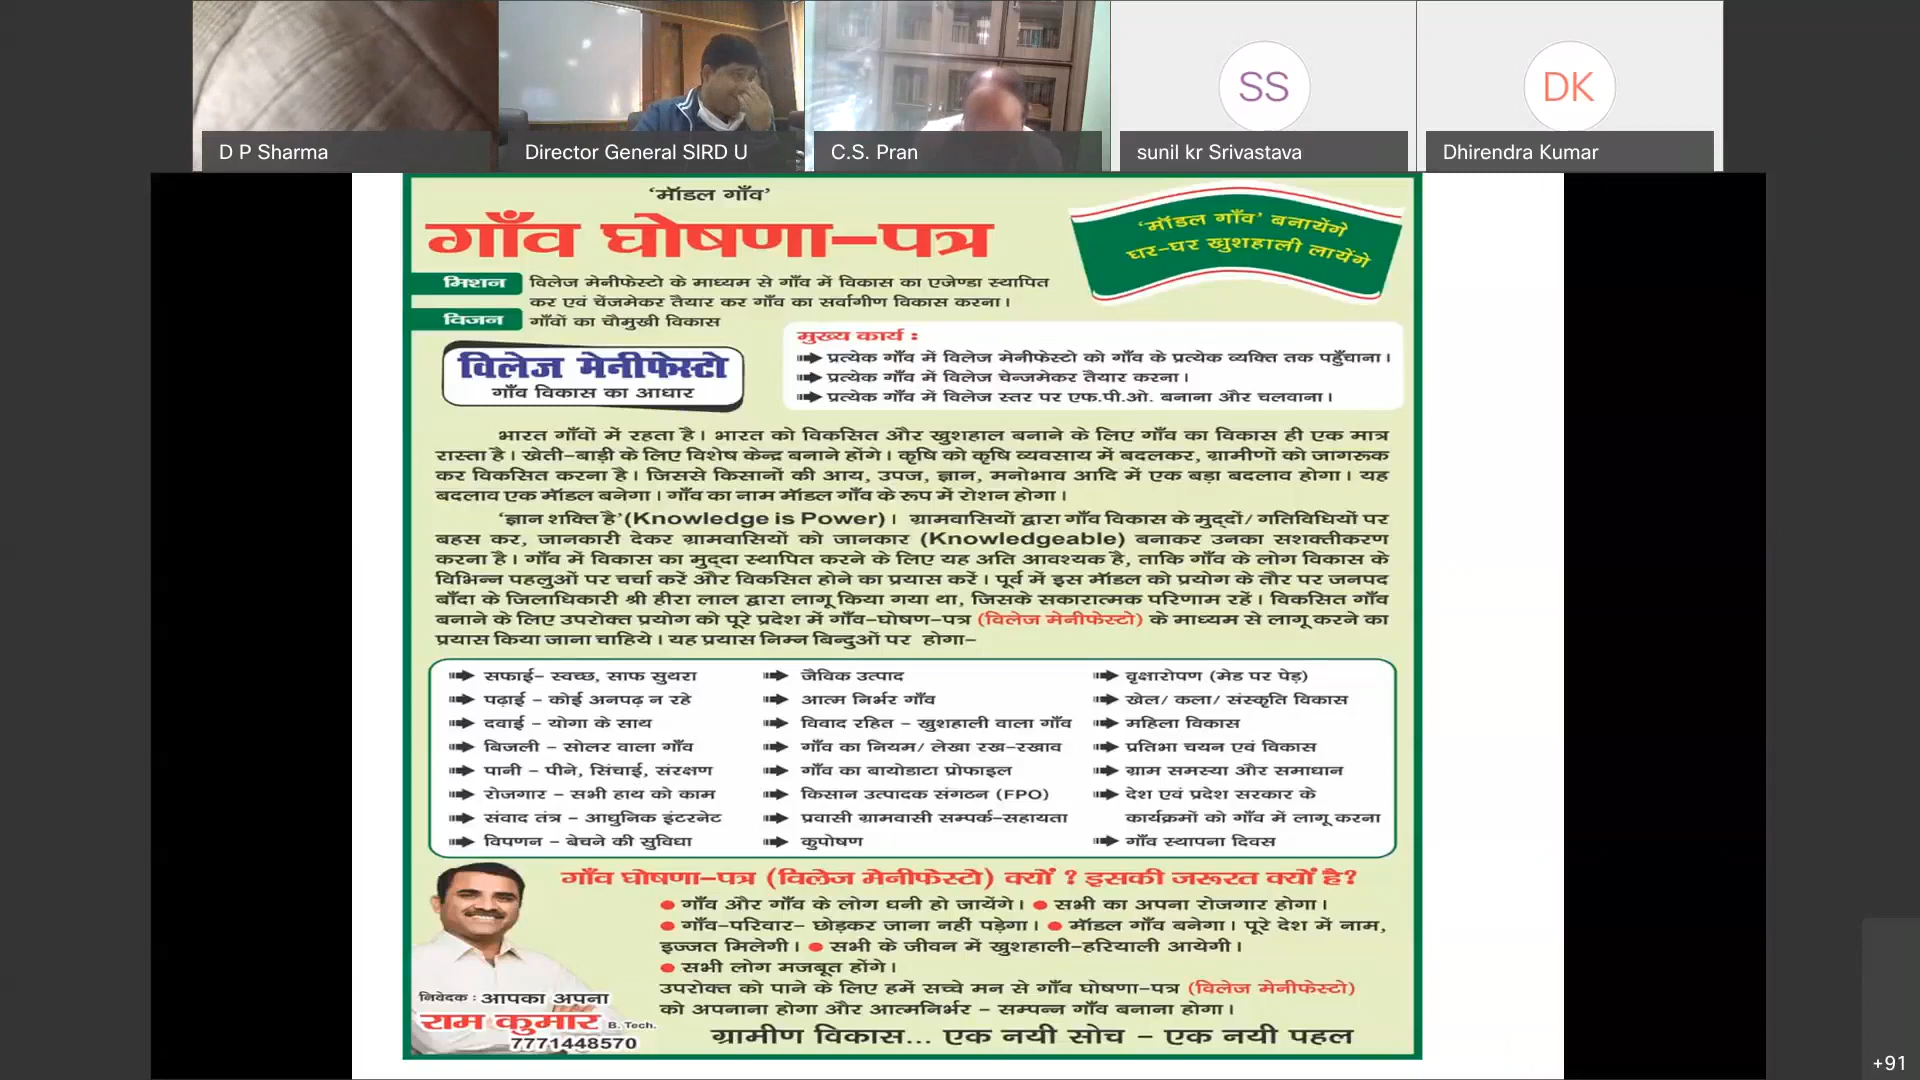 D P Sharma
Director General SIRD U
C.S. Pran
SS
sunil kr Srivastava
DK
Dhirendra Kumar
'मॉडल गाँव'
गाँव घोषणा-पत्र
'मॉडल गाँव' बनायेंगे
घर-घर खुशहाली लायेंगे
मिशन विलेज मेनीफेस्टो के माध्यम से गाँव में विकास का एजेण्डा स्थापित
कर एवं चेंजमेकर तैयार कर गाँव का सर्वागीण विकास करना।
विजन गाँवों का चौमुखी विकास
विलेज मेनीफेस्टो
गाँव विकास का आधार
मुख्य कार्य :
प्रत्येक गाँव में विलेज मेनीफेस्टो को गाँव के प्रत्येक व्यक्ति तक पहुँचाना।
प्रत्येक गाँव में विलेज चेन्जमेकर तैयार करना।
प्रत्येक गाँव में विलेज स्तर पर एफ.पी.ओ. बनाना और चलवाना।
भारत गाँवों में रहता है। भारत को विकसित और खुशहाल बनाने के लिए गाँव का विकास ही एक मात्र
रास्ता है। खेती-बाड़ी के लिए विशेष केन्द्र बनाने होंगे। कृषि को कृषि व्यवसाय में बदलकर, ग्रामीणों को जागरूक
कर विकसित करना है। जिससे किसानों की आय, उपज, ज्ञान, मनोभाव आदि में एक बड़ा बदलाव होगा। यह
बदलाव एक मॉडल बनेगा। गाँव का नाम मॉडल गाँव के रूप में रोशन होगा।
'ज्ञान शक्ति है'(Knowledge is Power)। ग्रामवासियों द्वारा गाँव विकास के मुद्दों/ गतिविधियों पर
बहस कर, जानकारी देकर ग्रामवासियों को जानकार (Knowledgeable) बनाकर उनका सशक्तीकरण
करना है। गाँव में विकास का मुद्दा स्थापित करने के लिए यह अति आवश्यक है, ताकि गाँव के लोग विकास के
विभिन्न पहलुओं पर चर्चा करें और विकसित होने का प्रयास करें। पूर्व में इस मॉडल को प्रयोग के तौर पर जनपद
बाँदा के जिलाधिकारी श्री हीरा लाल द्वारा लागू किया गया था, जिसके सकारात्मक परिणाम रहें। विकसित गाँव
बनाने के लिए उपरोक्त प्रयोग को पूरे प्रदेश में गाँव-घोषण-पत्र (विलेज मेनीफेस्टो) के माध्यम से लागू करने का
प्रयास किया जाना चाहिये। यह प्रयास निम्न बिन्दुओं पर होगा-
सफाई- स्वच्छ, साफ सुथरा
पढ़ाई - कोई अनपढ़ न रहे
दवाई - योगा के साथ
बिजली - सोलर वाला गाँव
पानी - पीने, सिंचाई, संरक्षण
रोजगार - सभी हाथ को काम
संवाद तंत्र - आधुनिक इंटरनेट
विपणन - बेचने की सुविधा
जैविक उत्पाद
आत्म निर्भर गाँव
विवाद रहित - खुशहाली वाला गाँव
गाँव का नियम/ लेखा रख-रखाव
गाँव का बायोडाटा प्रोफाइल
किसान उत्पादक संगठन (FPO)
प्रवासी ग्रामवासी सम्पर्क-सहायता
कुपोषण
वृक्षारोपण (मेड पर पेड़)
खेल/ कला/ संस्कृति विकास
महिला विकास
प्रतिभा चयन एवं विकास
ग्राम समस्या और समाधान
देश एवं प्रदेश सरकार के
कार्यक्रमों को गाँव में लागू करना
गाँव स्थापना दिवस
गाँव घोषणा-पत्र (विलेज मेनीफेस्टो) क्यों ? इसकी जरूरत क्यों है?
● गाँव और गाँव के लोग धनी हो जायेंगे। ● सभी का अपना रोजगार होगा।
● गाँव-परिवार- छोड़कर जाना नहीं पड़ेगा। ● मॉडल गाँव बनेगा। पूरे देश में नाम,
इज्जत मिलेगी। ● सभी के जीवन में खुशहाली-हरियाली आयेगी।
● सभी लोग मजबूत होंगे।
उपरोक्त को पाने के लिए हमें सच्चे मन से गाँव घोषणा-पत्र (विलेज मेनीफेस्टो)
को अपनाना होगा और आत्मनिर्भर - सम्पन्न गाँव बनाना होगा।
ग्रामीण विकास... एक नयी सोच - एक नयी पहल
निवेदक : आपका अपना
राम कुमार B. Tech.
7771448570
+91